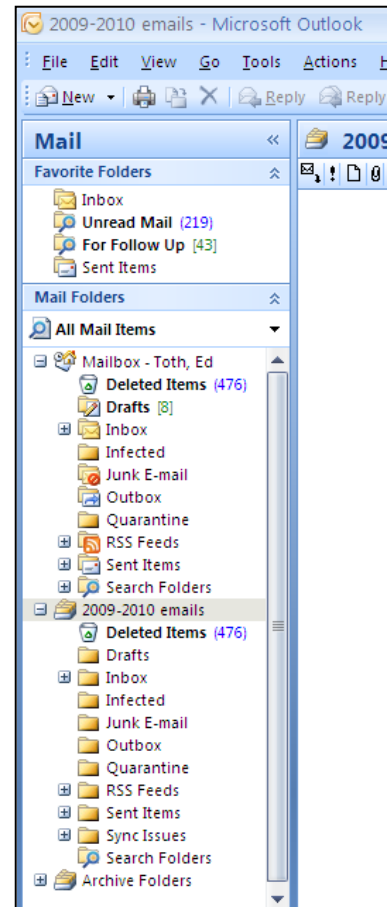 2009-2010 emails - Microsoft Outlook
File Edit View Go Tools Actions H
New Reply Reply
Mail « 2009
Favorite Folders
Inbox
Unread Mail (219)
For Follow Up [43]
Sent Items
Mail Folders
All Mail Items
Mailbox - Toth, Ed
Deleted Items (476)
Drafts [8]
Inbox
Infected
Junk E-mail
Outbox
Quarantine
RSS Feeds
Sent Items
Search Folders
2009-2010 emails
Deleted Items (476)
Drafts
Inbox
Infected
Junk E-mail
Outbox
Quarantine
RSS Feeds
Sent Items
Sync Issues
Search Folders
Archive Folders